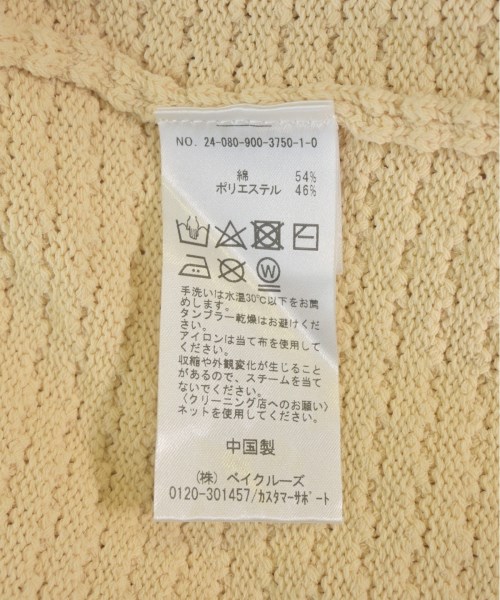 NO. 24-080-900-3750-1-0
綿 54%
ポリエステル 46%
W
手洗いは水温30℃以下をお薦
めします。
タンブラー乾燥はお避けくだ
さい。
アイロンは当て布を使用して
ください。
収縮や外観変化が生じること
があるので、スチームを当て
ないでください。
〈クリーニング店へのお願い〉
ネットを使用してください。
中国製
(株) ベイクルーズ
0120-301457/カスタマーサポート